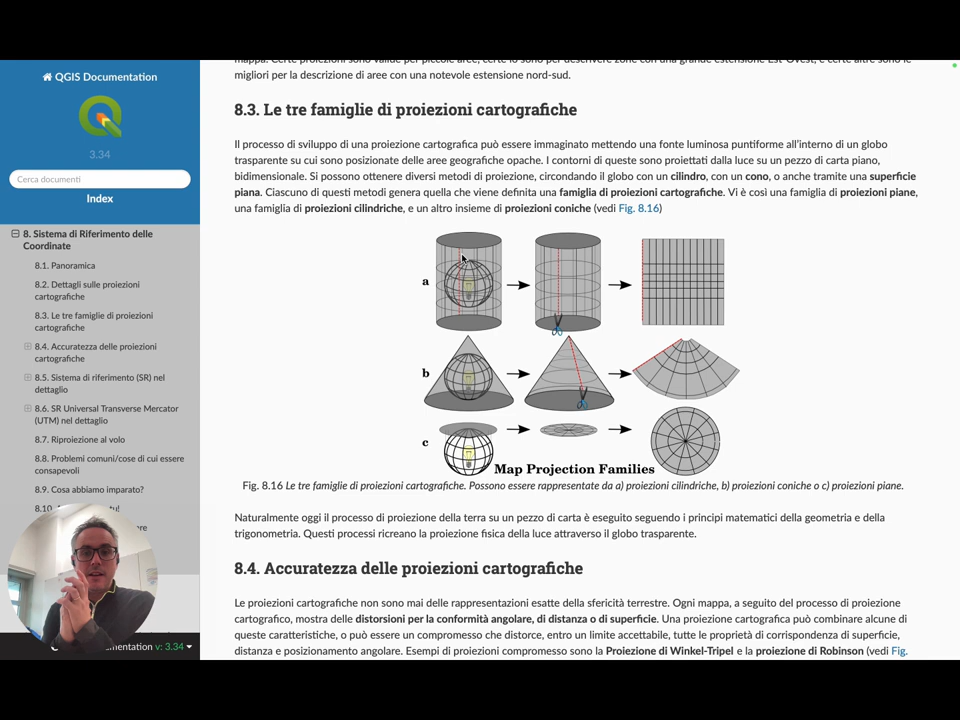 QGIS Documentation
3.34
Cerca documenti
Index
8. Sistema di Riferimento delle
Coordinate
8.1. Panoramica
8.2. Dettagli sulle proiezioni
cartografiche
8.3. Le tre famiglie di proiezioni
cartografiche
8.4. Accuratezza delle proiezioni
cartografiche
8.5. Sistema di riferimento (SR) nel
dettaglio
8.6. SR Universal Transverse Mercator
(UTM) nel dettaglio
8.7. Riproiezione al volo
8.8. Problemi comuni/cose di cui essere
consapevoli
8.9. Cosa abbiamo imparato?
8.10.
v: 3.34
migliori per la descrizione di aree con una notevole estensione nord-sud.
8.3. Le tre famiglie di proiezioni cartografiche
Il processo di sviluppo di una proiezione cartografica può essere immaginato mettendo una fonte luminosa puntiforme all'interno di un globo
trasparente su cui sono posizionate delle aree geografiche opache. I contorni di queste sono proiettati dalla luce su un pezzo di carta piano,
bidimensionale. Si possono ottenere diversi metodi di proiezione, circondando il globo con un cilindro, con un cono, o anche tramite una superficie
piana. Ciascuno di questi metodi genera quella che viene definita una famiglia di proiezioni cartografiche. Vi è così una famiglia di proiezioni piane,
una famiglia di proiezioni cilindriche, e un altro insieme di proiezioni coniche (vedi Fig. 8.16)
a
b
c
Map Projection Families
Fig. 8.16 Le tre famiglie di proiezioni cartografiche. Possono essere rappresentate da a) proiezioni cilindriche, b) proiezioni coniche o c) proiezioni piane.
Naturalmente oggi il processo di proiezione della terra su un pezzo di carta è eseguito seguendo i principi matematici della geometria e della
trigonometria. Questi processi ricreano la proiezione fisica della luce attraverso il globo trasparente.
8.4. Accuratezza delle proiezioni cartografiche
Le proiezioni cartografiche non sono mai delle rappresentazioni esatte della sfericità terrestre. Ogni mappa, a seguito del processo di proiezione
cartografico, mostra delle distorsioni per la conformità angolare, di distanza o di superficie. Una proiezione cartografica può combinare alcune di
queste caratteristiche, o può essere un compromesso che distorce, entro un limite accettabile, tutte le proprietà di corrispondenza di superficie,
distanza e posizionamento angolare. Esempi di proiezioni compromesso sono la Proiezione di Winkel-Tripel e la proiezione di Robinson (vedi Fig.